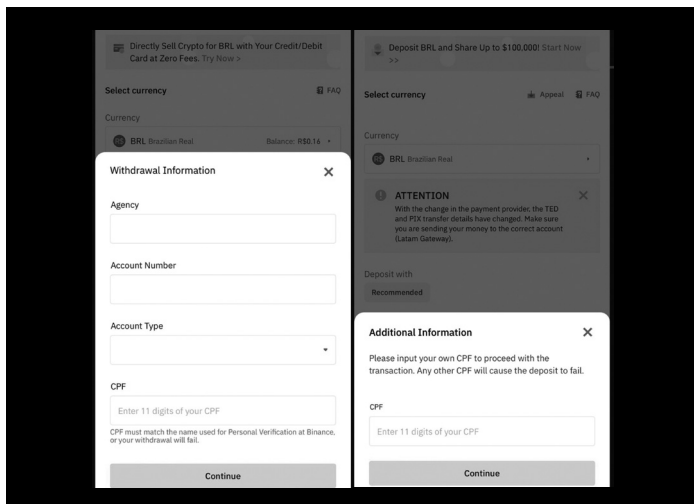 Directly Sell Crypto for BRL with Your Credit/Debit
Card at Zero Fees. Try Now >
Select currency
FAQ
Currency
BRL Brazilian Real
Balance: R$0.16
Withdrawal Information
Agency
Account Number
Account Type
CPF
Enter 11 digits of your CPF
CPF must match the name used for Personal Verification at Binance,
or your withdrawal will fail.
Continue
Deposit BRL and Share Up to $100,000! Start Now
>>
Select currency
Appeal
FAQ
Currency
BRL Brazilian Real
ATTENTION
With the change in the payment provider, the TED
and PIX transfer details have changed. Make sure
you are sending your money to the correct account
(Latam Gateway).
Deposit with
Recommended
Additional Information
Please input your own CPF to proceed with the
transaction. Any other CPF will cause the deposit to fail.
CPF
Enter 11 digits of your CPF
Continue